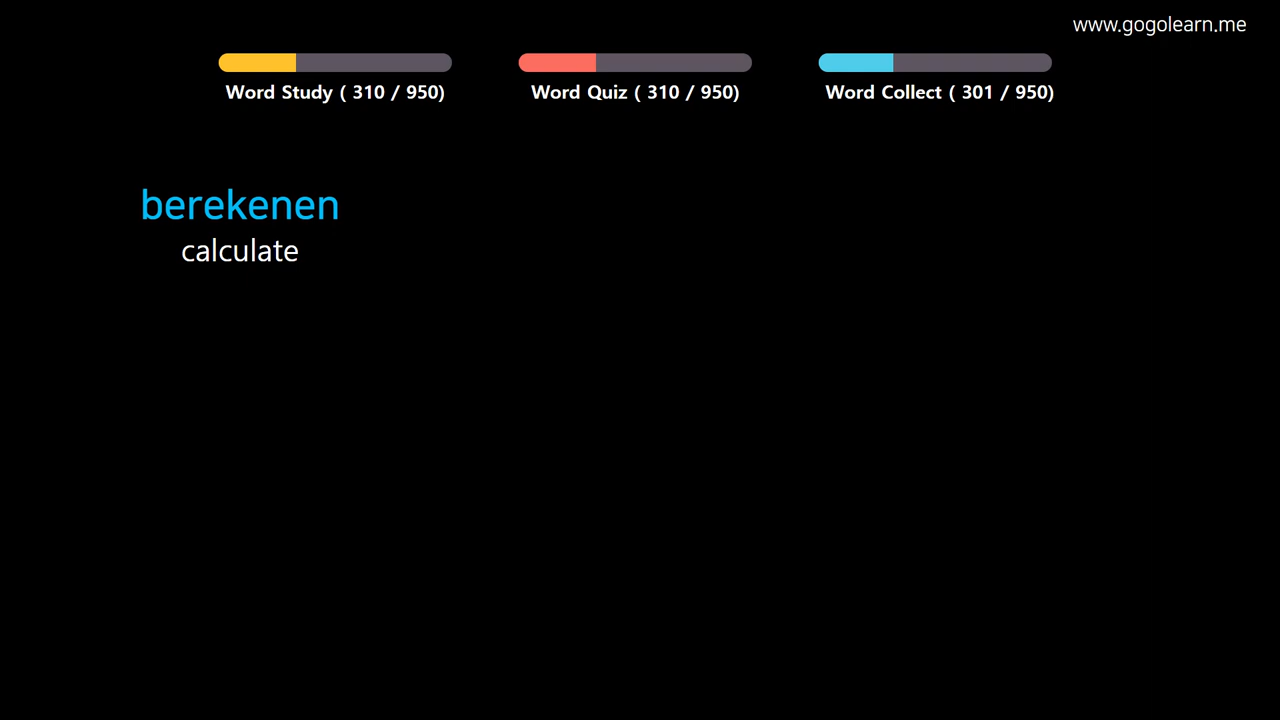 www.gogolearn.me
Word Study ( 310 / 950)
Word Quiz ( 310 / 950)
Word Collect ( 301 / 950)
berekenen
calculate